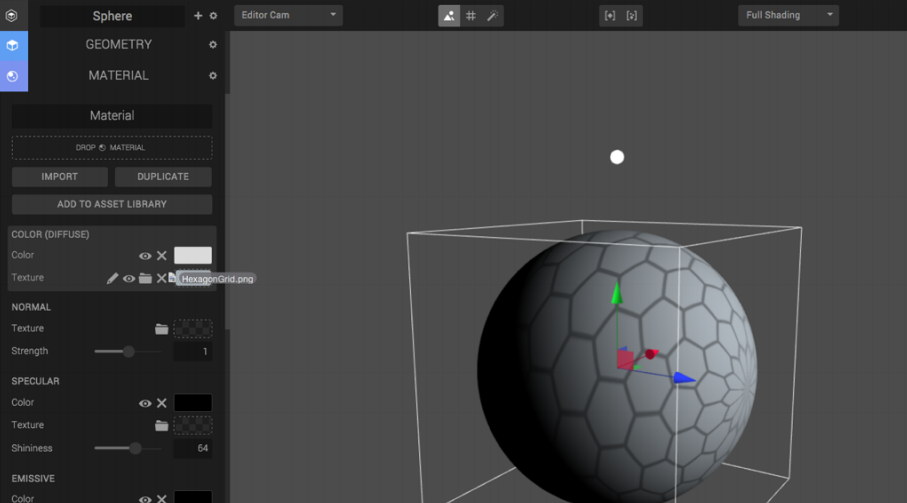 Sphere
Editor Cam
Full Shading
GEOMETRY
MATERIAL
Material
DROP MATERIAL
IMPORT DUPLICATE
ADD TO ASSET LIBRARY
COLOR (DIFFUSE)
Color
Texture HexagonGrid.png
NORMAL
Texture
Strength 1
SPECULAR
Color
Texture
Shininess 64
EMISSIVE
Color